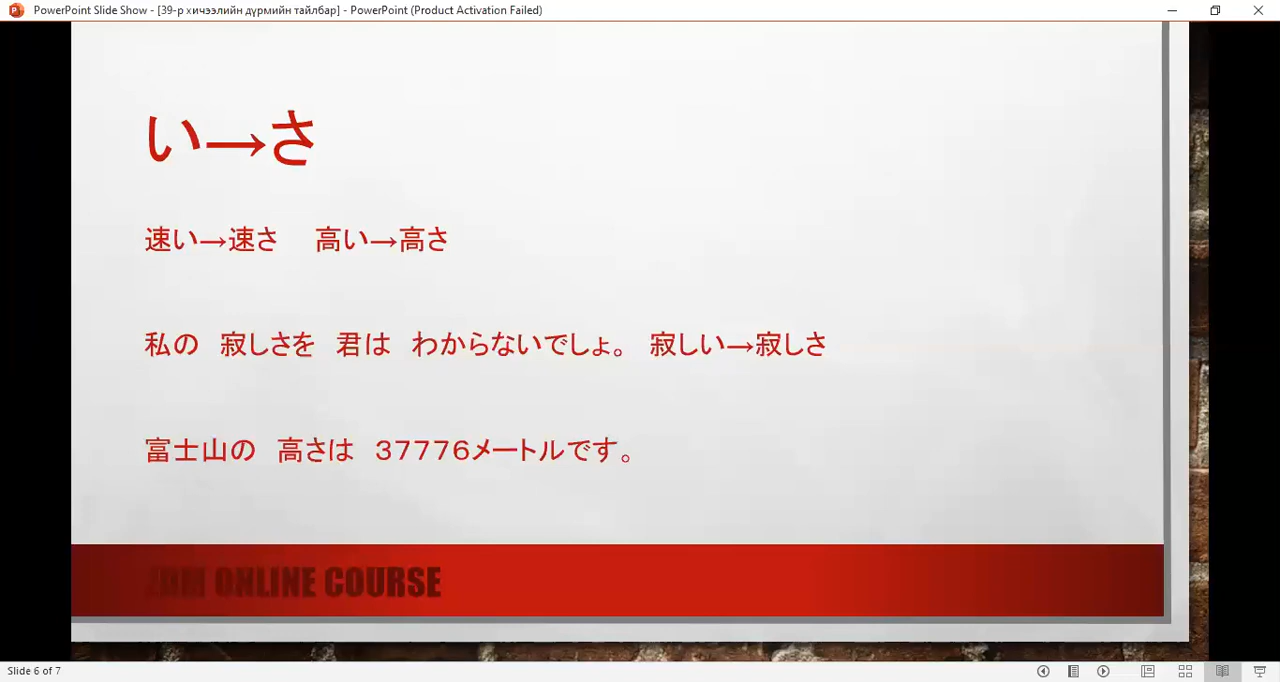 PowerPoint Slide Show - [39-р хичээлийн дүрмийн тайлбар] - PowerPoint (Product Activation Failed)
い→さ
速い→速さ　高い→高さ
私の　寂しさを　君は　わからないでしょ。　寂しい→寂しさ
富士山の　高さは　３７７７６メートルです。
ONLINE COURSE
Slide 6 of 7